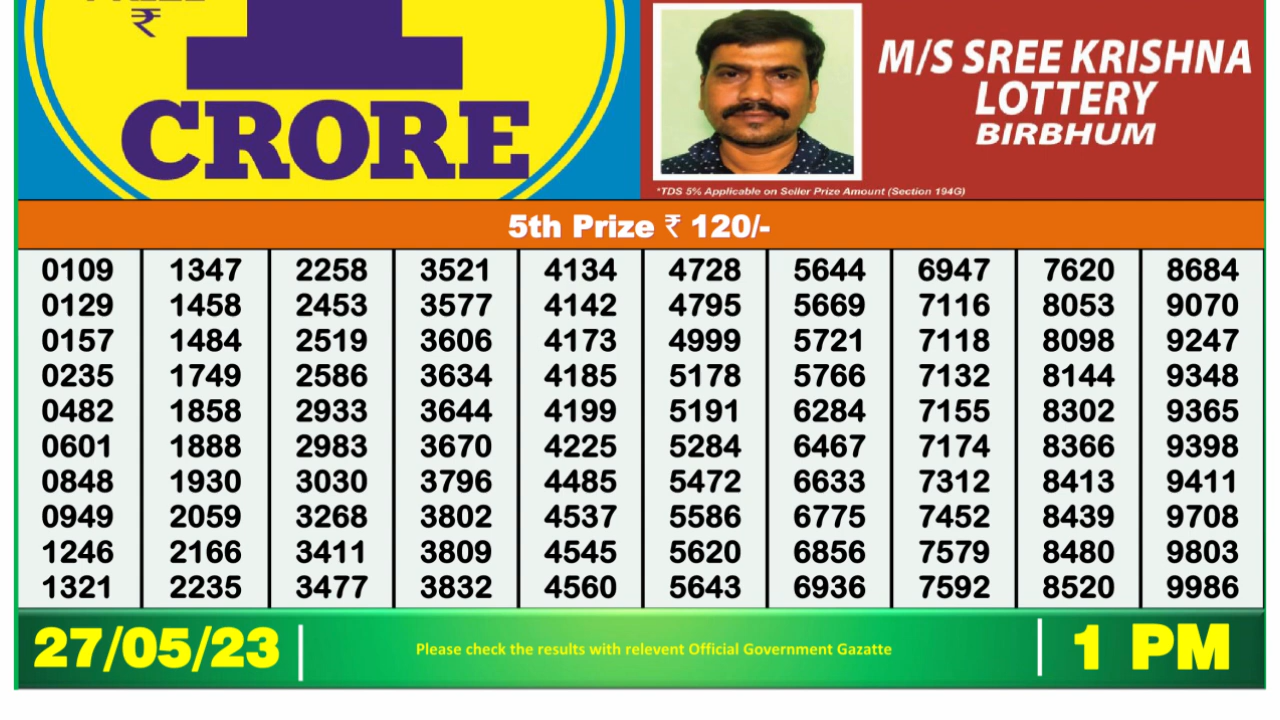 ₹
1
CRORE
M/S SREE KRISHNA
LOTTERY
BIRBHUM
*TDS 5% Applicable on Seller Prize Amount (Section 194G)
5th Prize ₹ 120/-
0109 1347 2258 3521 4134 4728 5644 6947 7620 8684
0129 1458 2453 3577 4142 4795 5669 7116 8053 9070
0157 1484 2519 3606 4173 4999 5721 7118 8098 9247
0235 1749 2586 3634 4185 5178 5766 7132 8144 9348
0482 1858 2933 3644 4199 5191 6284 7155 8302 9365
0601 1888 2983 3670 4225 5284 6467 7174 8366 9398
0848 1930 3030 3796 4485 5472 6633 7312 8413 9411
0949 2059 3268 3802 4537 5586 6775 7452 8439 9708
1246 2166 3411 3809 4545 5620 6856 7579 8480 9803
1321 2235 3477 3832 4560 5643 6936 7592 8520 9986
27/05/23 Please check the results with relevent Official Government Gazatte 1 PM